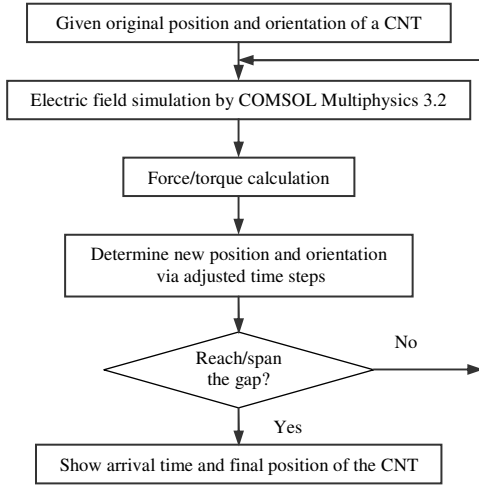 Given original position and orientation of a CNT
Electric field simulation by COMSOL Multiphysics 3.2
Force/torque calculation
Determine new position and orientation
via adjusted time steps
Reach/span
the gap?
No
Yes
Show arrival time and final position of the CNT